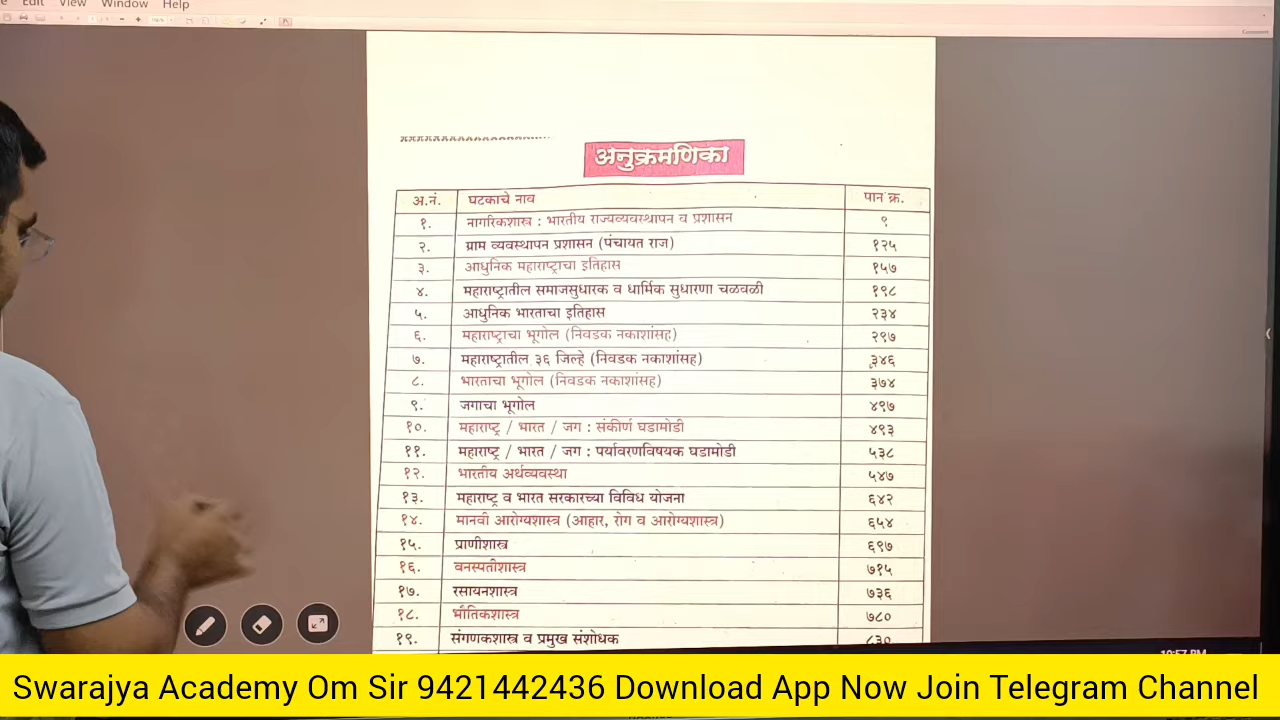 Edit View Window Help
अनुक्रमणिका
अ.नं. घटकाचे नाव पान क्र.
१. नागरिकशास्त्र : भारतीय राज्यव्यवस्थापन व प्रशासन ९
२. ग्राम व्यवस्थापन प्रशासन (पंचायत राज) १२५
३. आधुनिक महाराष्ट्राचा इतिहास १५७
४. महाराष्ट्रातील समाजसुधारक व धार्मिक सुधारणा चळवळी १९८
५. आधुनिक भारताचा इतिहास २३४
६. महाराष्ट्राचा भूगोल (निवडक नकाशांसह) २९७
७. महाराष्ट्रातील ३६ जिल्हे (निवडक नकाशांसह) ३४६
८. भारताचा भूगोल (निवडक नकाशांसह) ३७४
९. जगाचा भूगोल ४९७
१०. महाराष्ट्र / भारत / जग : संकीर्ण घडामोडी ४९३
११. महाराष्ट्र / भारत / जग : पर्यावरणविषयक घडामोडी ५३८
१२. भारतीय अर्थव्यवस्था ५४७
१३. महाराष्ट्र व भारत सरकारच्या विविध योजना ६४२
१४. मानवी आरोग्यशास्त्र (आहार, रोग व आरोग्यशास्त्र) ६५४
१५. प्राणीशास्त्र ६९७
१६. वनस्पतीशास्त्र ७१५
१७. रसायनशास्त्र ७३६
१८. भौतिकशास्त्र ७८०
१९. संगणकशास्त्र व प्रमुख संशोधक ८३०
10:57 PM
Swarajya Academy Om Sir 9421442436 Download App Now Join Telegram Channel